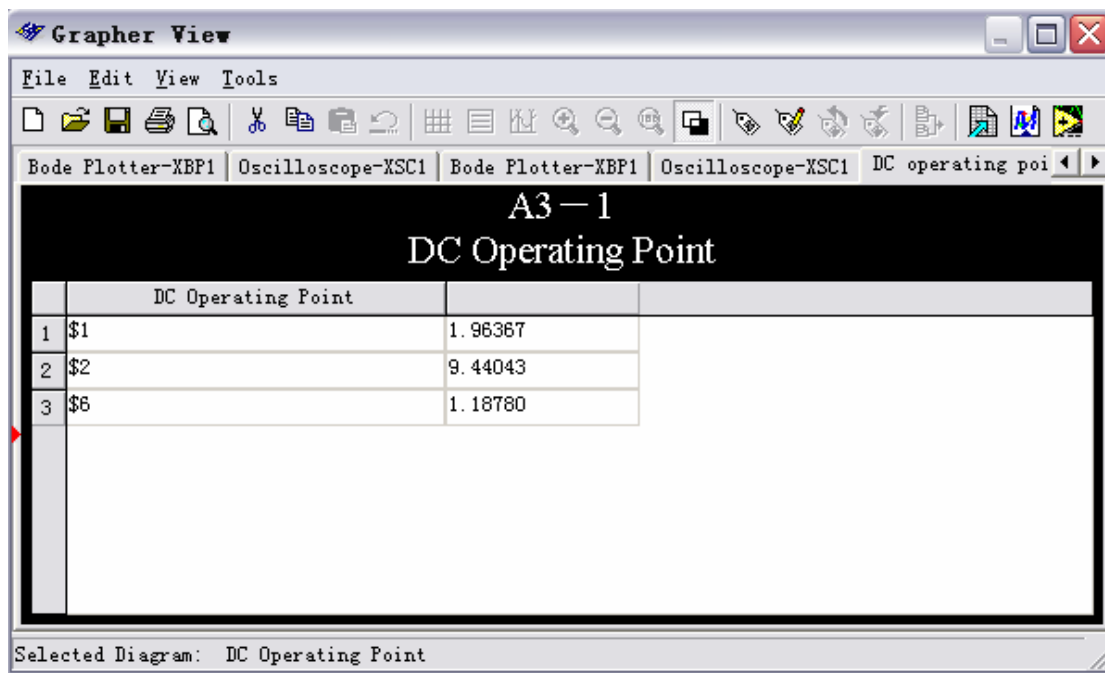 Grapher View
File Edit View Tools
Bode Plotter-XBP1 Oscilloscope-XSC1 Bode Plotter-XBP1 Oscilloscope-XSC1 DC operating poi
A3－1
DC Operating Point
DC Operating Point
1 $1 1.96367
2 $2 9.44043
3 $6 1.18780
Selected Diagram: DC Operating Point